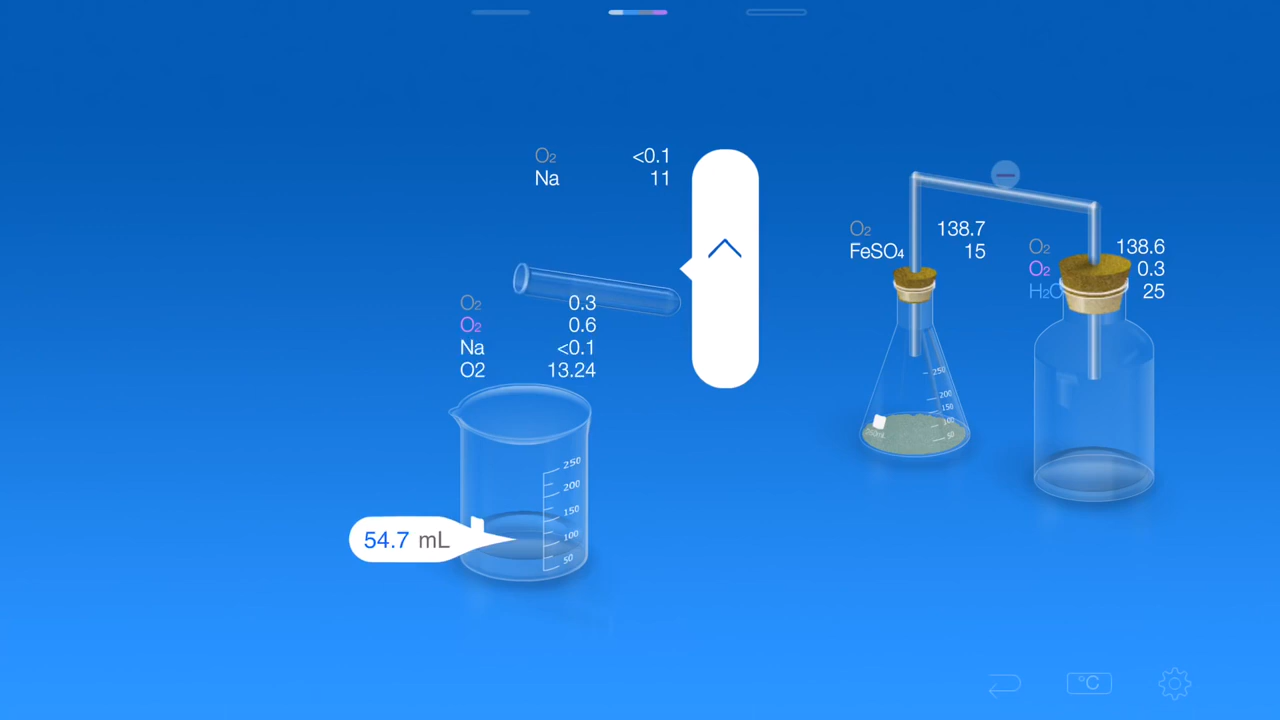 O₂ <0.1
Na 11
O₂ 138.7
FeSO₄ 15
O₂ 138.6
O₂ 0.3
H₂O 25
O₂ 0.3
O₂ 0.6
Na <0.1
O2 13.24
250
200
150
100
50
250
200
150
100
50
54.7 mL
°C